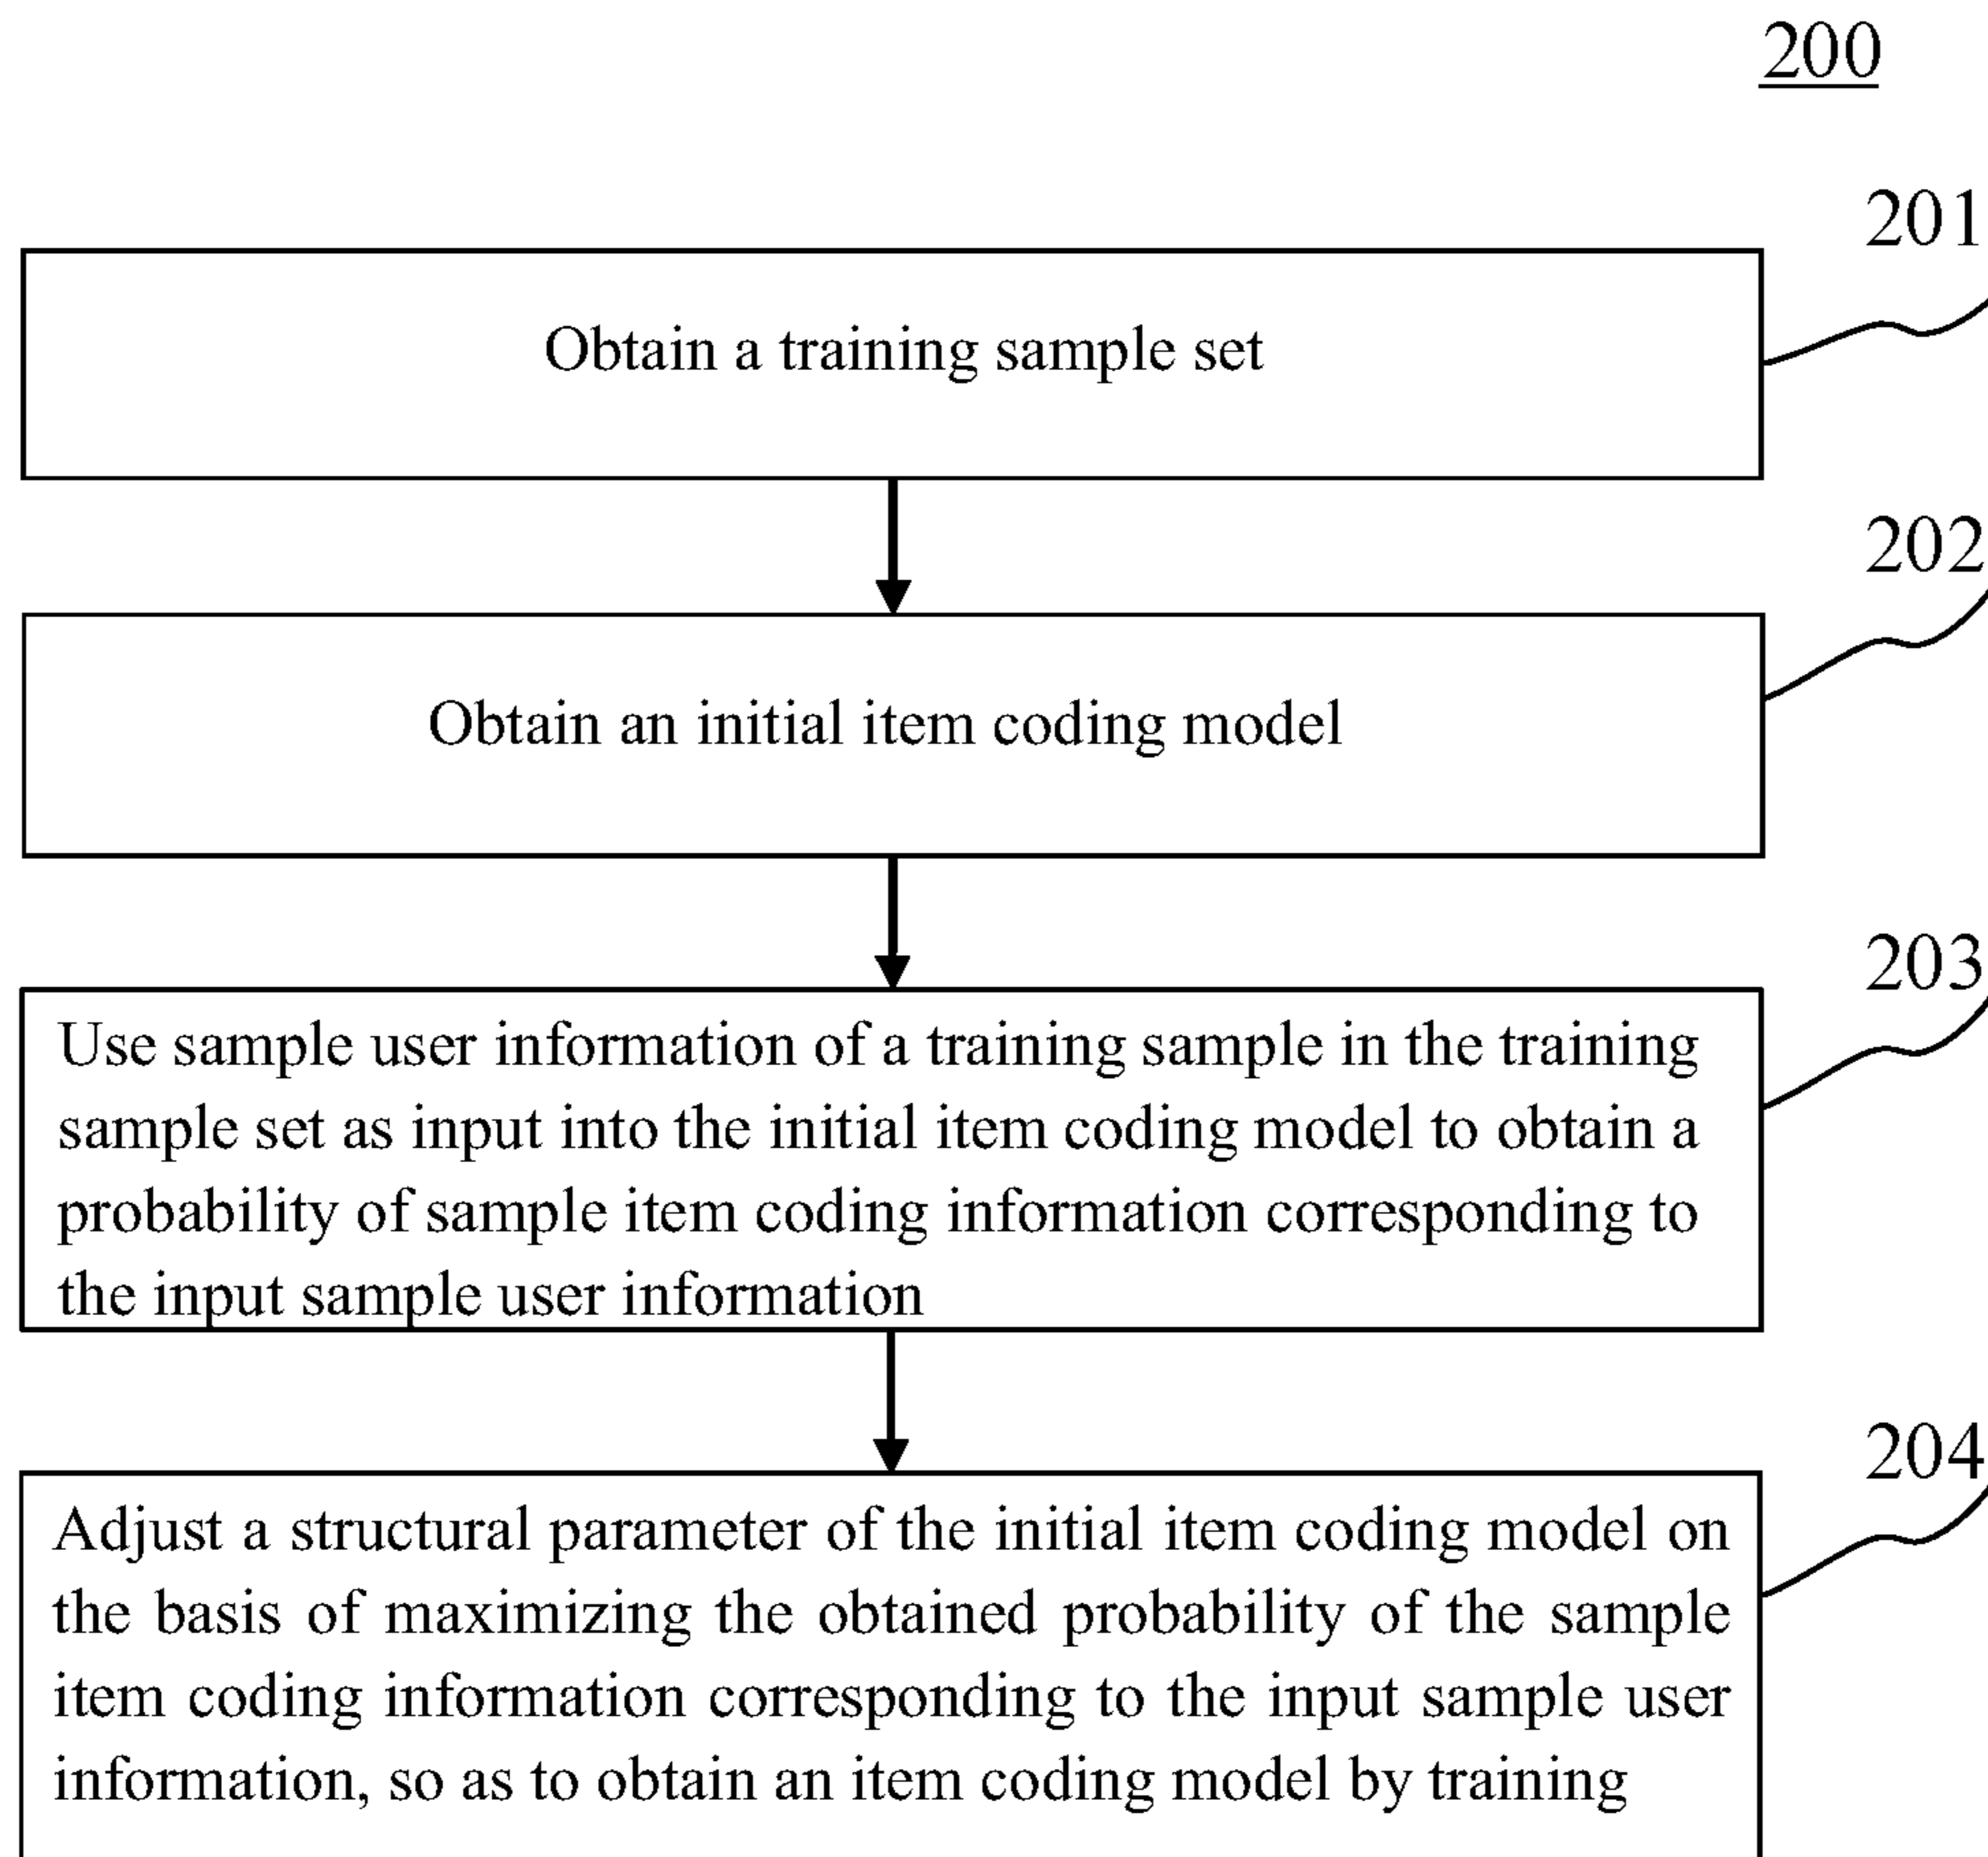 200
201
Obtain a training sample set
202
Obtain an initial item coding model
203
Use sample user information of a training sample in the training
sample set as input into the initial item coding model to obtain a
probability of sample item coding information corresponding to
the input sample user information
204
Adjust a structural parameter of the initial item coding model on
the basis of maximizing the obtained probability of the sample
item coding information corresponding to the input sample user
information, so as to obtain an item coding model by training